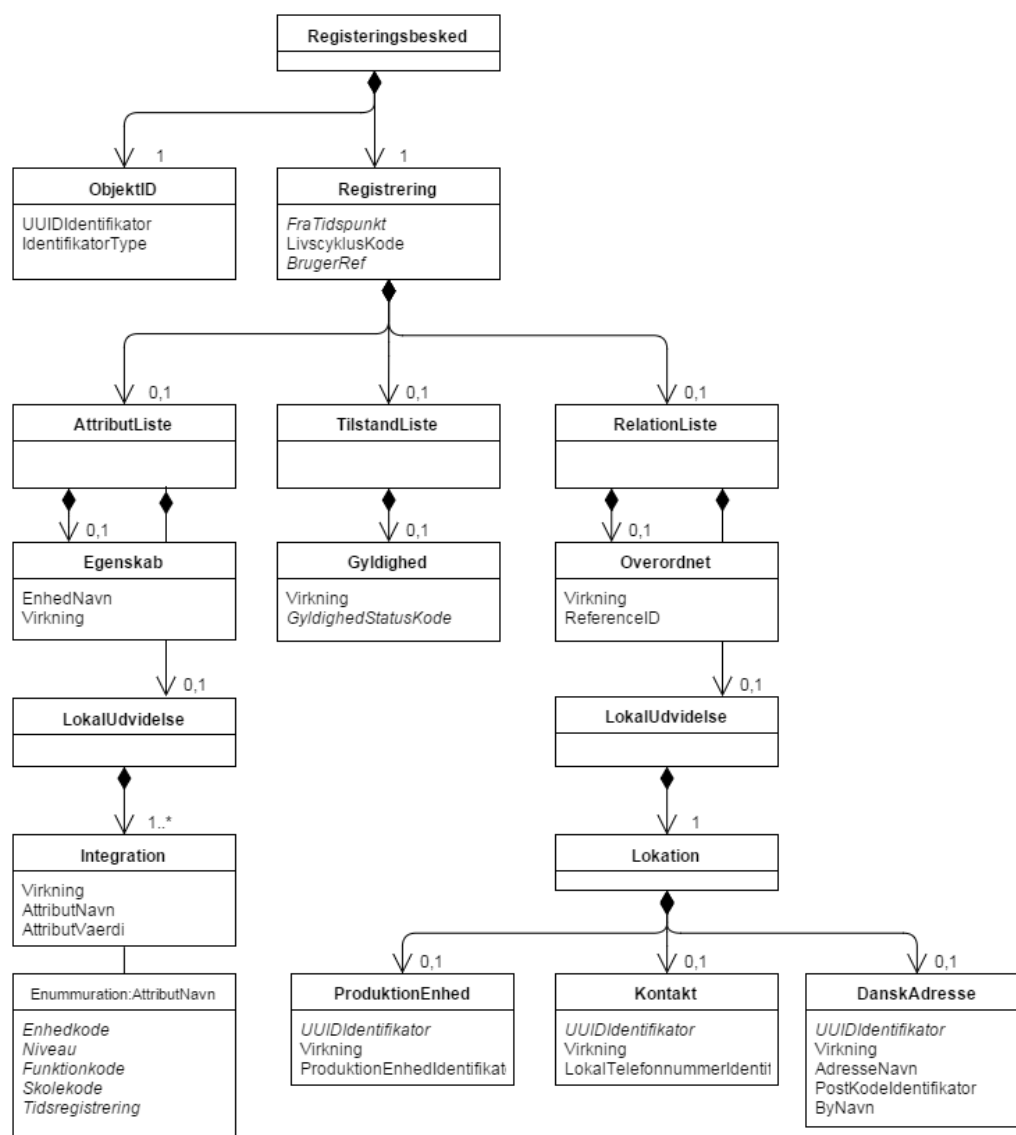 Registeringsbesked
1
1
ObjektID
UUIDIdentifikator
IdentifikatorType
Registrering
FraTidspunkt
LivscyklusKode
BrugerRef
0,1
0,1
0,1
AttributListe
TilstandListe
RelationListe
0,1
0,1
0,1
Egenskab
EnhedNavn
Virkning
Gyldighed
Virkning
GyldighedStatusKode
Overordnet
Virkning
ReferenceID
0,1
0,1
LokalUdvidelse
LokalUdvidelse
1..*
1
Integration
Virkning
AttributNavn
AttributVaerdi
Lokation
0,1
0,1
0,1
Enummuration:AttributNavn
Enhedkode
Niveau
Funktionkode
Skolekode
Tidsregistrering
ProduktionEnhed
UUIDIdentifikator
Virkning
ProduktionEnhedIdentifikat
Kontakt
UUIDIdentifikator
Virkning
LokalTelefonnummerIdentif
DanskAdresse
UUIDIdentifikator
Virkning
AdresseNavn
PostKodeIdentifikator
ByNavn